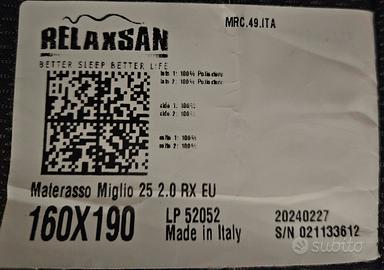 MRC.49.ITA
RELAXSAN
BETTER SLEEP BETTER LIFE
lato 1: 100% Poliestere
lato 2: 100% Poliestere
side 1: 100%
side 2: 100%
1: 100%
2: 100%
Materasso Miglio 25 2.0 RX EU
160X190
LP 52052
Made in Italy
20240227
S/N 021133612
subito